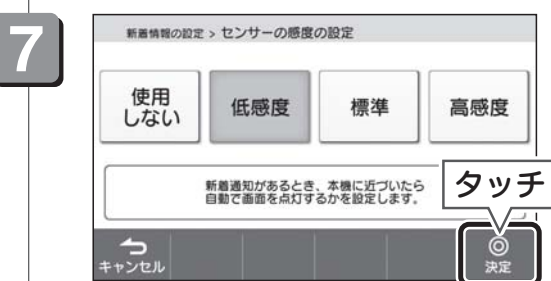 7
新着情報の設定 > センサーの感度の設定
使用
しない
低感度
標準
高感度
新着通知があるとき、本機に近づいたら
自動で画面を点灯するかを設定します。
タッチ
キャンセル
決定